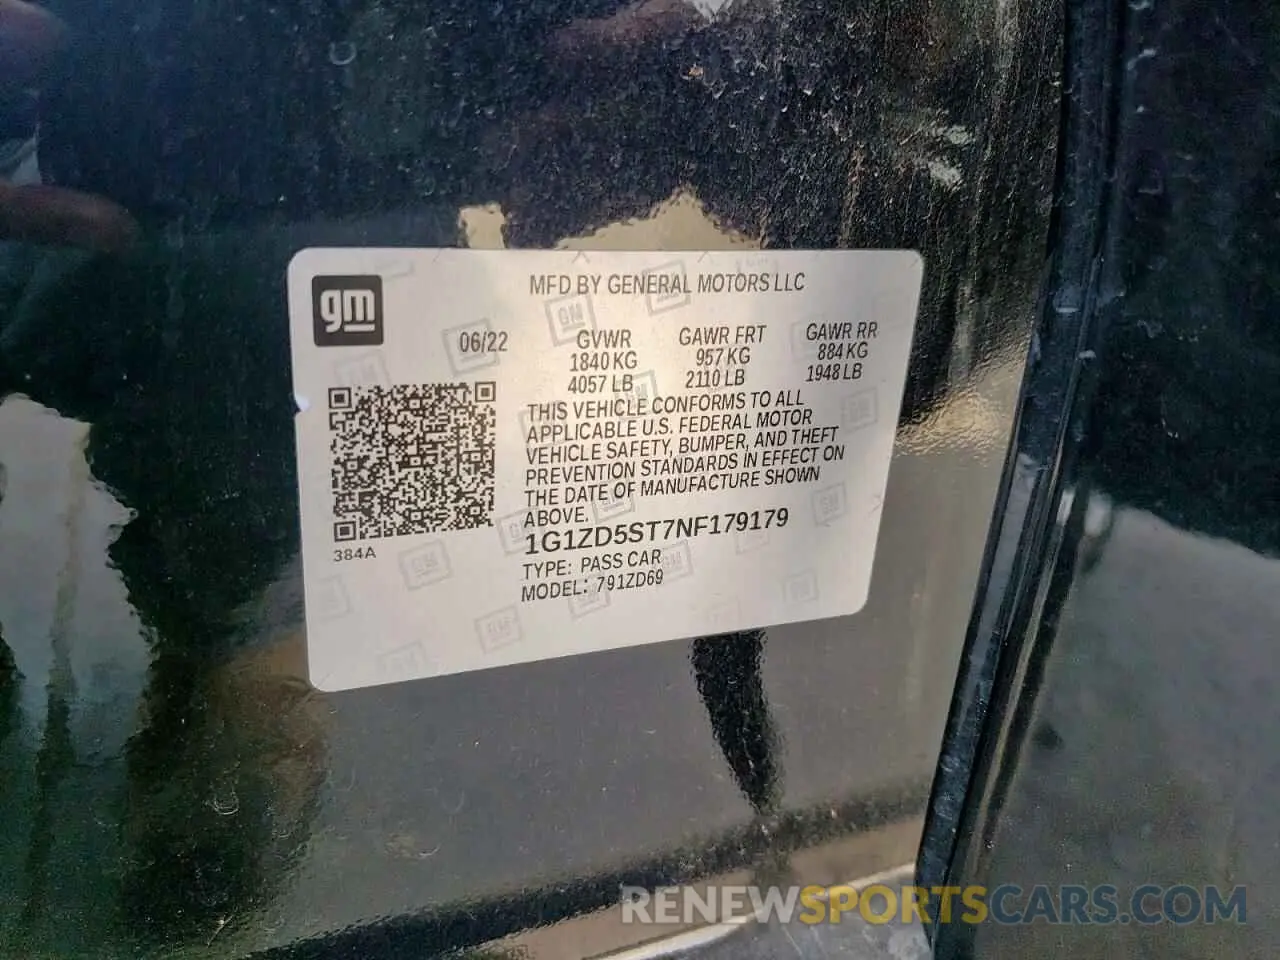 gm
MFD BY GENERAL MOTORS LLC
06/22 GVWR GAWR FRT GAWR RR
1840 KG 957 KG 884 KG
4057 LB 2110 LB 1948 LB
THIS VEHICLE CONFORMS TO ALL
APPLICABLE U.S. FEDERAL MOTOR
VEHICLE SAFETY, BUMPER, AND THEFT
PREVENTION STANDARDS IN EFFECT ON
THE DATE OF MANUFACTURE SHOWN
ABOVE.
1G1ZD5ST7NF179179
TYPE: PASS CAR
MODEL: 791ZD69
384A
RENEWSPORTSCARS.COM